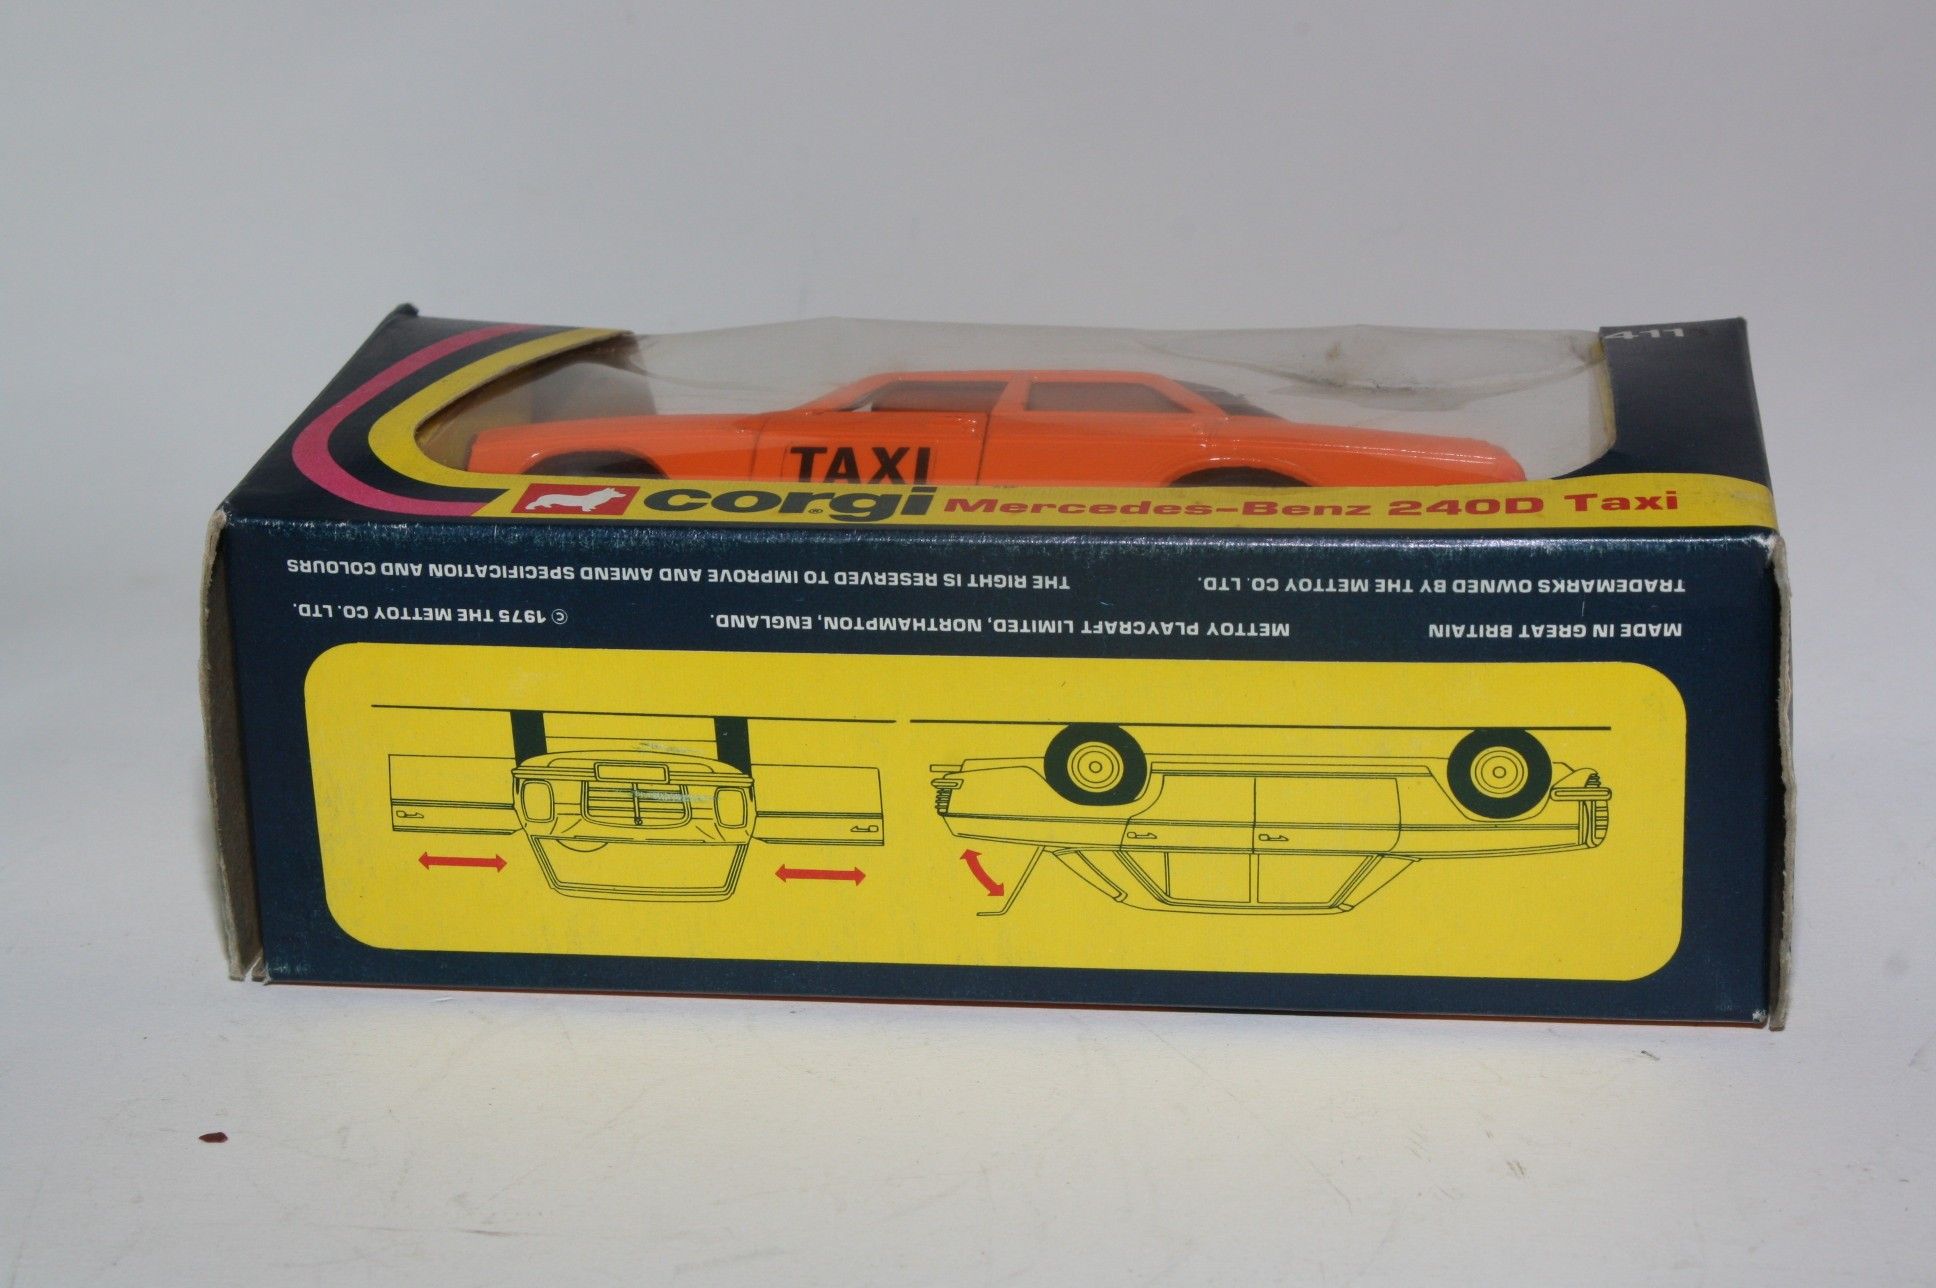 411
TAXI
corgi® Mercedes-Benz 240D Taxi
MADE IN GREAT BRITAIN METTOY PLAYCRAFT LIMITED, NORTHAMPTON, ENGLAND. © 1975 THE METTOY CO. LTD.
TRADEMARKS OWNED BY THE METTOY CO. LTD. THE RIGHT IS RESERVED TO IMPROVE AND AMEND SPECIFICATION AND COLOURS